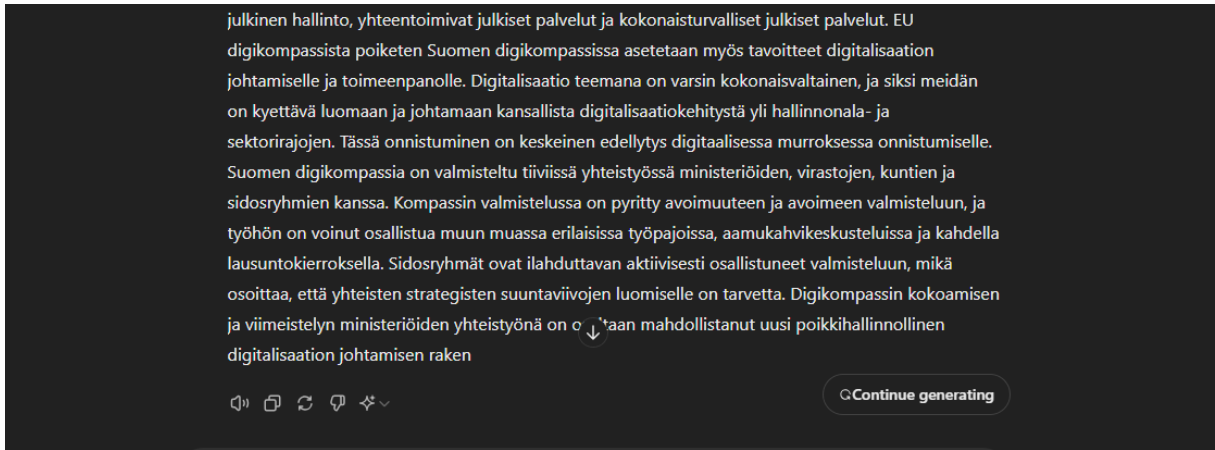 julkinen hallinto, yhteentoimivat julkiset palvelut ja kokonaisturvalliset julkiset palvelut. EU
digikompassista poiketen Suomen digikompassissa asetetaan myös tavoitteet digitalisaation
johtamiselle ja toimeenpanolle. Digitalisaatio teemana on varsin kokonaisvaltainen, ja siksi meidän
on kyettävä luomaan ja johtamaan kansallista digitalisaatiokehitystä yli hallinnonala- ja
sektorirajojen. Tässä onnistuminen on keskeinen edellytys digitaalisessa murroksessa onnistumiselle.
Suomen digikompassia on valmisteltu tiiviissä yhteistyössä ministeriöiden, virastojen, kuntien ja
sidosryhmien kanssa. Kompassin valmistelussa on pyritty avoimuuteen ja avoimeen valmisteluun, ja
työhön on voinut osallistua muun muassa erilaisissa työpajoissa, aamukahvikeskusteluissa ja kahdella
lausuntokierroksella. Sidosryhmät ovat ilahduttavan aktiivisesti osallistuneet valmisteluun, mikä
osoittaa, että yhteisten strategisten suuntaviivojen luomiselle on tarvetta. Digikompassin kokoamisen
ja viimeistelyn ministeriöiden yhteistyönä on mahdollistanut uusi poikkihallinnollinen
digitalisaation johtamisen raken
Continue generating